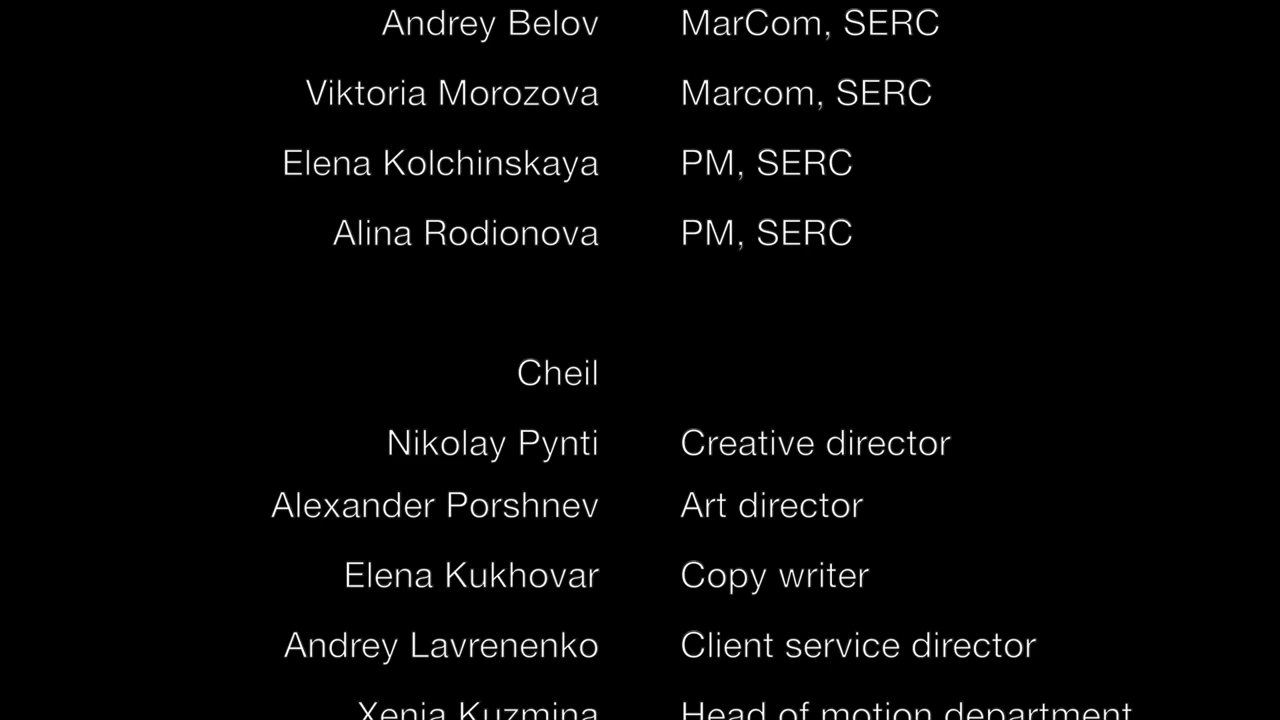 Andrey Belov MarCom, SERC
Viktoria Morozova Marcom, SERC
Elena Kolchinskaya PM, SERC
Alina Rodionova PM, SERC
Cheil
Nikolay Pynti Creative director
Alexander Porshnev Art director
Elena Kukhovar Copy writer
Andrey Lavrenenko Client service director
Xenia Kuzmina Head of motion department